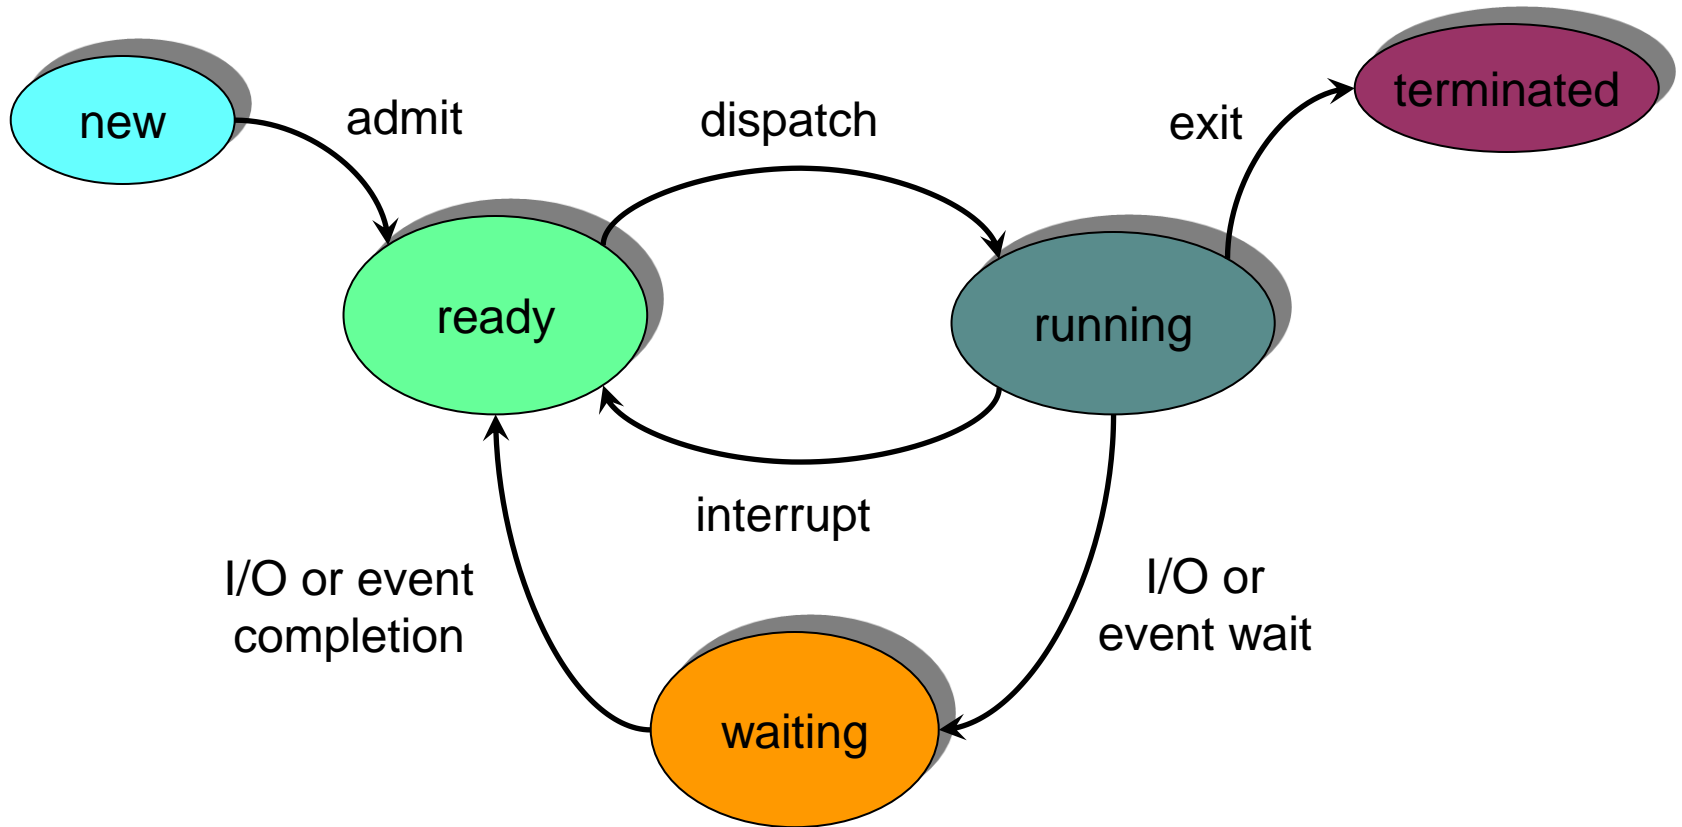 new
admit
dispatch
exit
terminated
ready
running
interrupt
I/O or event
completion
I/O or
event wait
waiting